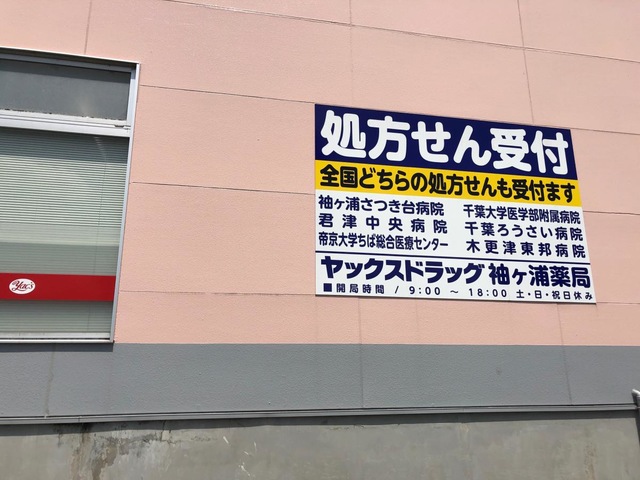 処方せん受付
全国どちらの処方せんも受付ます
袖ヶ浦さつき台病院 千葉大学医学部附属病院
君津中央病院 千葉ろうさい病院
帝京大学ちば総合医療センター 木更津東邦病院
ヤックスドラッグ 袖ヶ浦薬局
■開局時間 / 9:00 ～ 18:00 土・日・祝日休み
Yac's